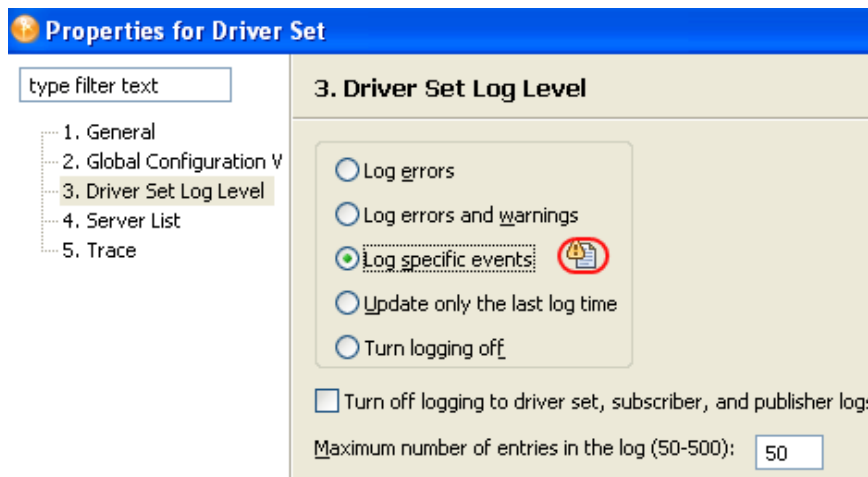 Properties for Driver Set
type filter text
1. General
2. Global Configuration V
3. Driver Set Log Level
4. Server List
5. Trace
3. Driver Set Log Level
Log errors
Log errors and warnings
Log specific events
Update only the last log time
Turn logging off
Turn off logging to driver set, subscriber, and publisher logs
Maximum number of entries in the log (50-500): 50